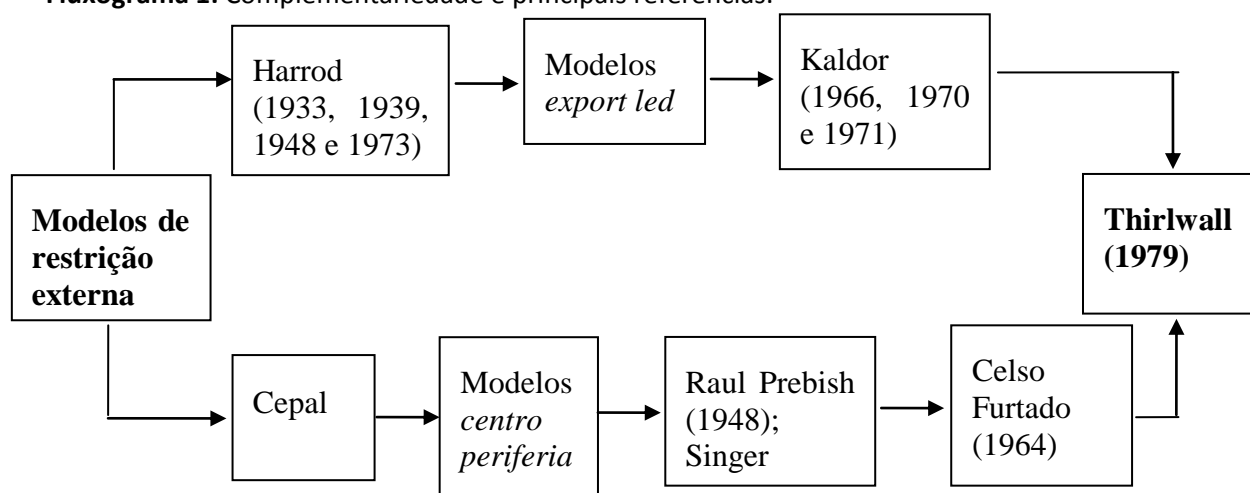 Fluxograma 1. Complementariedade e principais referências.
Harrod
(1933, 1939,
1948 e 1973)
Modelos
export led
Kaldor
(1966, 1970
e 1971)
Modelos de
restrição
externa
Thirlwall
(1979)
Cepal
Modelos
centro
periferia
Raul Prebish
(1948);
Singer
Celso
Furtado
(1964)